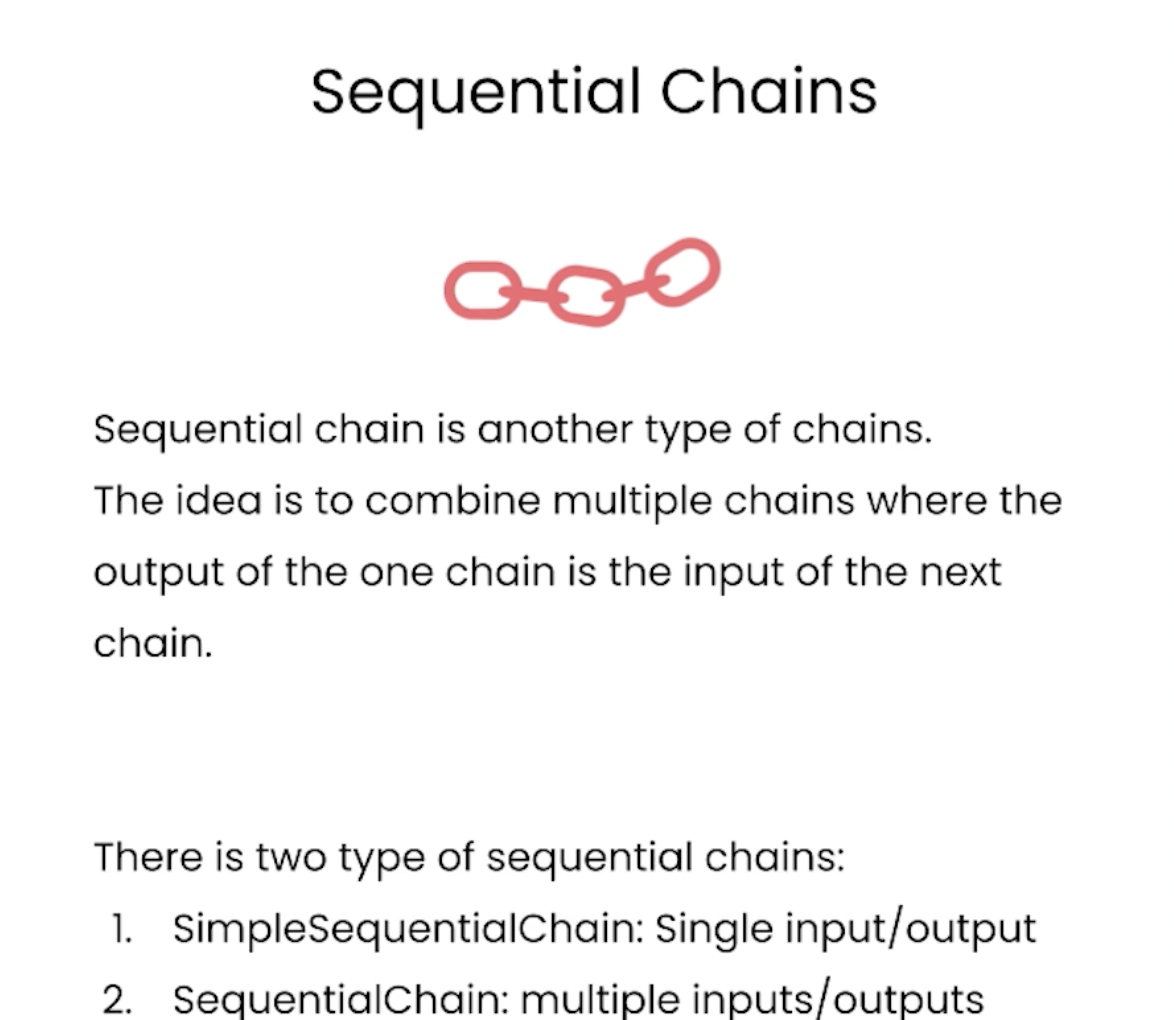 Sequential Chains
Sequential chain is another type of chains.
The idea is to combine multiple chains where the
output of the one chain is the input of the next
chain.
There is two type of sequential chains:
1. SimpleSequentialChain: Single input/output
2. SequentialChain: multiple inputs/outputs